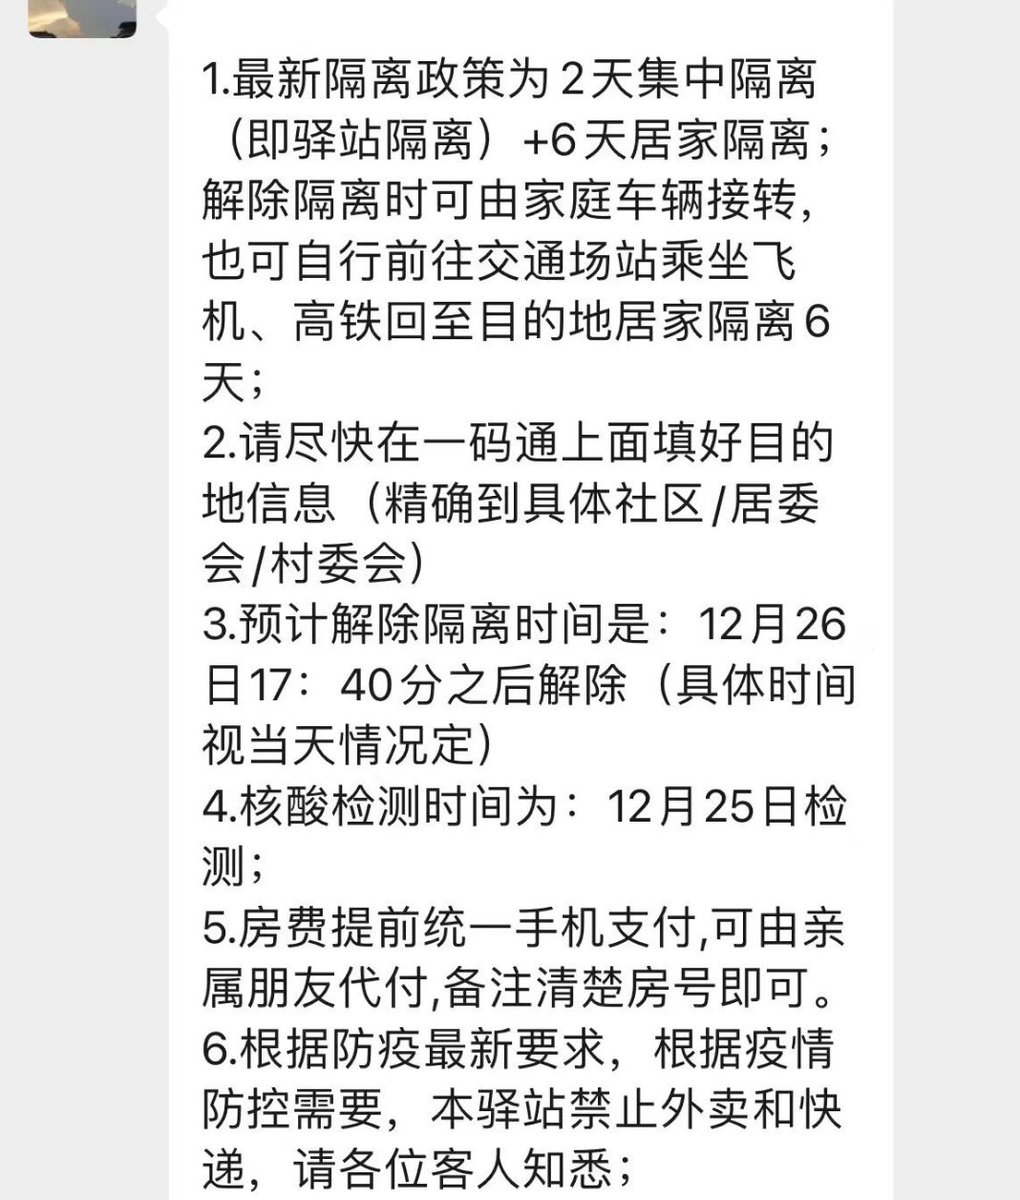 1.最新隔离政策为2天集中隔离
（即驿站隔离）+6天居家隔离；
解除隔离时可由家庭车辆接转，
也可自行前往交通场站乘坐飞
机、高铁回至目的地居家隔离6
天；
2.请尽快在一码通上面填好目的
地信息（精确到具体社区/居委
会/村委会）
3.预计解除隔离时间是：12月26
日17：40分之后解除（具体时间
视当天情况定）
4.核酸检测时间为：12月25日检
测；
5.房费提前统一手机支付,可由亲
属朋友代付,备注清楚房号即可。
6.根据防疫最新要求，根据疫情
防控需要，本驿站禁止外卖和快
递，请各位客人知悉；